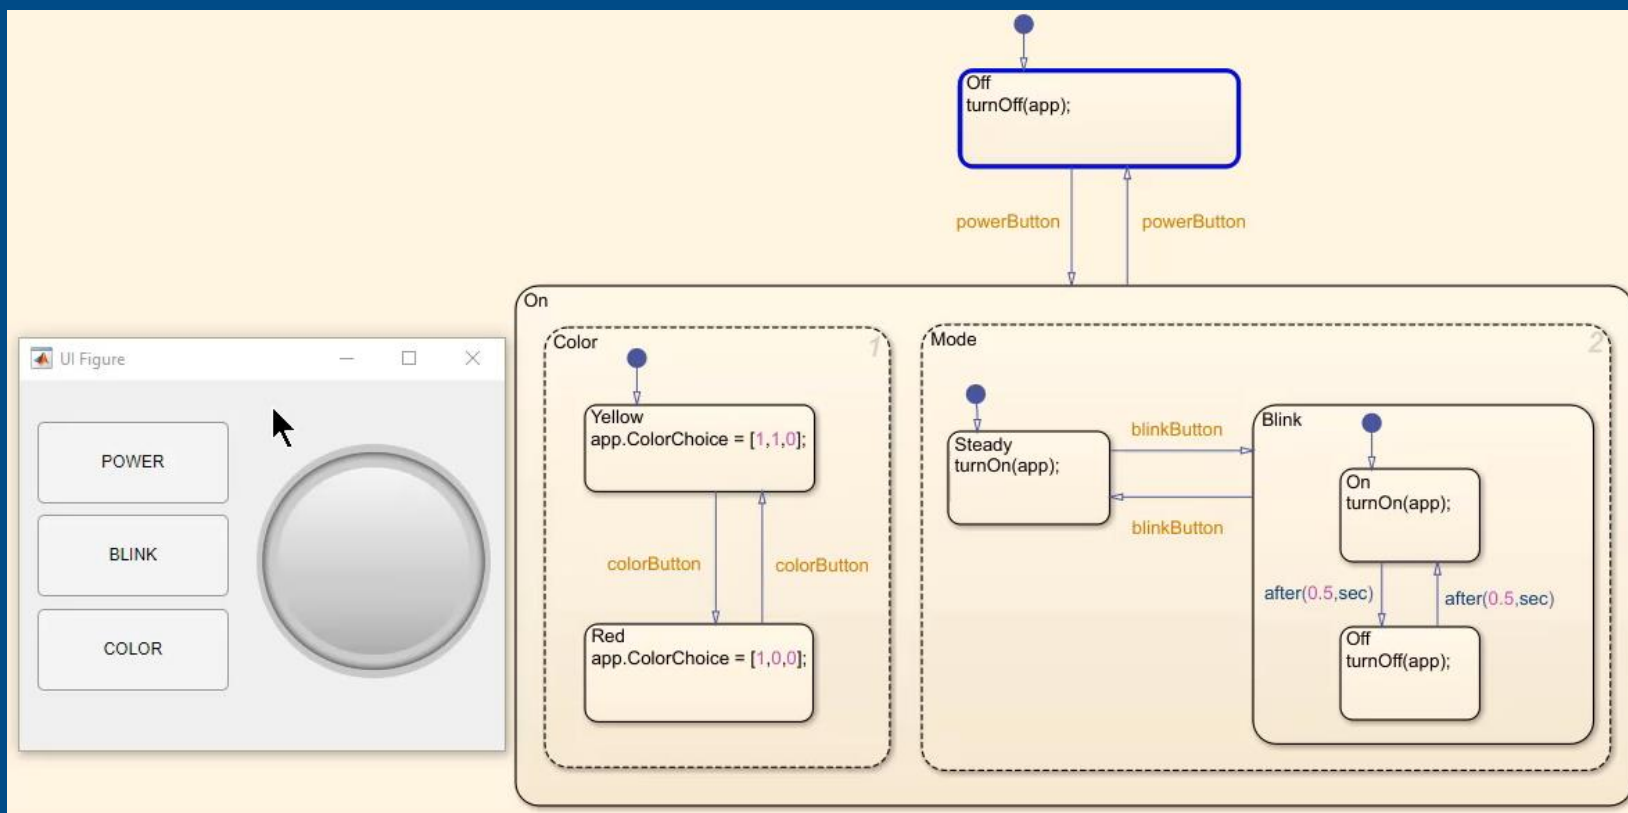 Off
turnOff(app);
powerButton
powerButton
On
Color
1
Yellow
app.ColorChoice = [1,1,0];
colorButton
colorButton
Red
app.ColorChoice = [1,0,0];
Mode
2
Steady
turnOn(app);
blinkButton
blinkButton
Blink
On
turnOn(app);
after(0.5,sec)
after(0.5,sec)
Off
turnOff(app);
UI Figure
POWER
BLINK
COLOR